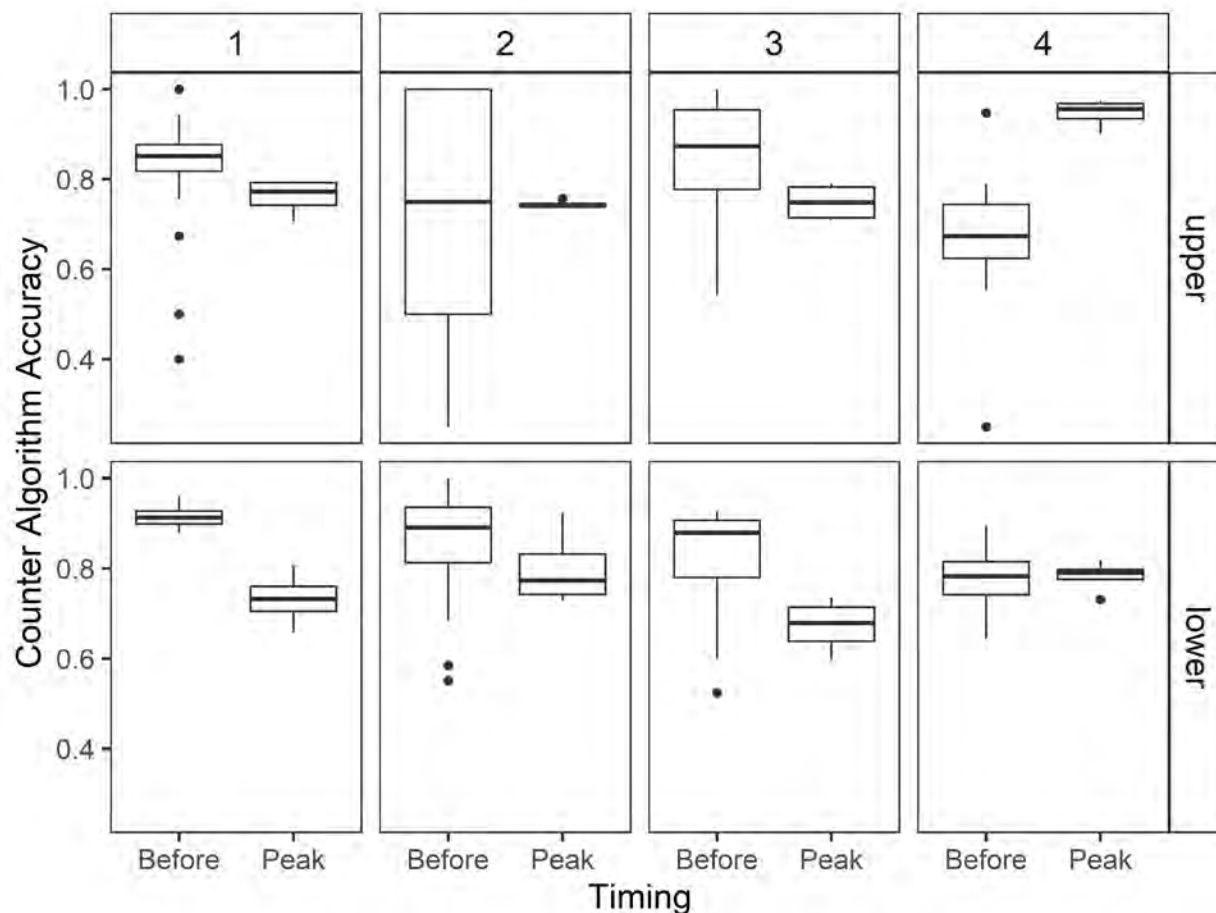 1 2 3 4
Counter Algorithm Accuracy
1.0
0.8
0.6
0.4
upper
1.0
0.8
0.6
0.4
lower
Before Peak Before Peak Before Peak Before Peak
Timing